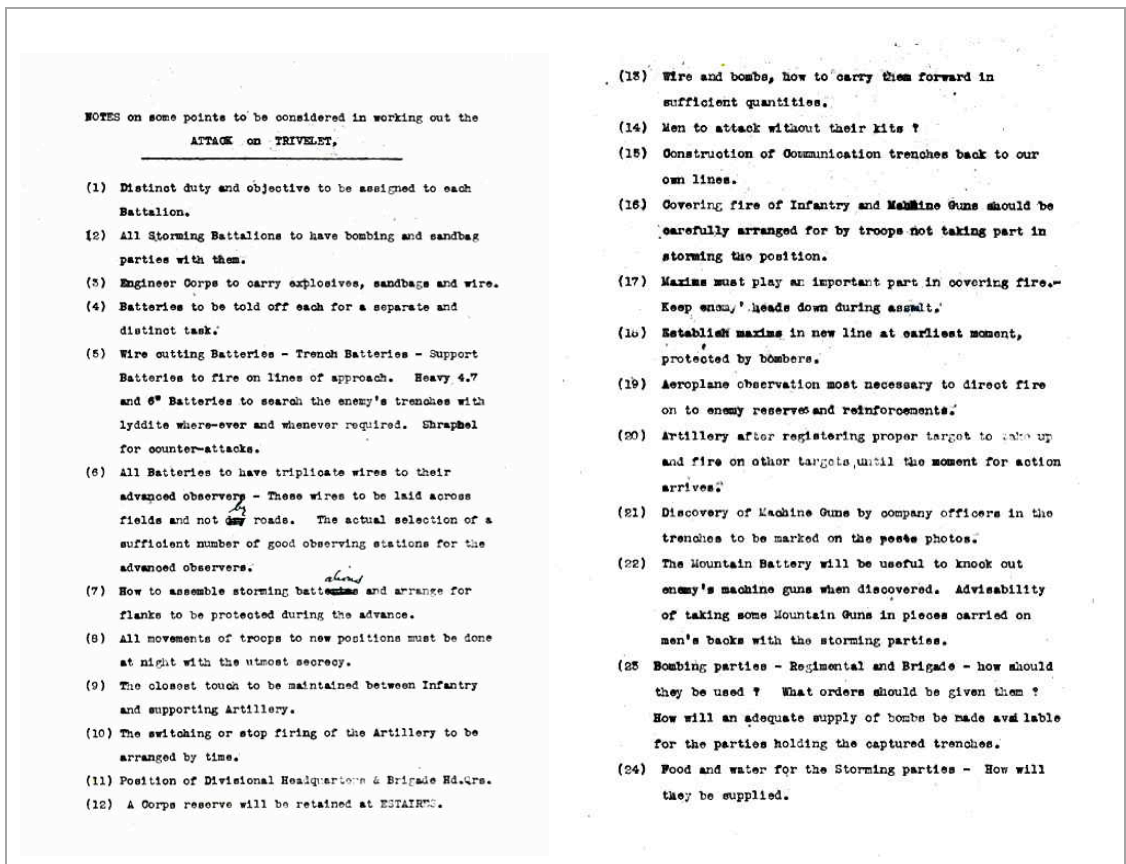 NOTES on some points to be considered in working out the
ATTACK on TRIVELET,
(1) Distinct duty and objective to be assigned to each
Battalion.
(2) All Storming Battalions to have bombing and sandbag
parties with them.
(3) Engineer Corps to carry explosives, sandbags and wire.
(4) Batteries to be told off each for a separate and
distinct task.
(5) Wire cutting Batteries - Trench Batteries - Support
Batteries to fire on lines of approach. Heavy 4.7
and 6" Batteries to search the enemy's trenches with
lyddite where-ever and whenever required. Shraphel
for counter-attacks.
(6) All Batteries to have triplicate wires to their
advanced observers - These wires to be laid across
fields and not by roads. The actual selection of a
sufficient number of good observing stations for the
advanced observers.
(7) How to assemble storming battalions and arrange for
flanks to be protected during the advance.
(8) All movements of troops to new positions must be done
at night with the utmost secrecy.
(9) The closest touch to be maintained between Infantry
and supporting Artillery.
(10) The switching or stop firing of the Artillery to be
arranged by time.
(11) Position of Divisional Headquarters & Brigade Hd.Qrs.
(12) A Corps reserve will be retained at ESTAIRES.
(13) Wire and bombs, how to carry them forward in
sufficient quantities.
(14) Men to attack without their kits ?
(15) Construction of Communication trenches back to our
own lines.
(16) Covering fire of Infantry and Machine Guns should be
carefully arranged for by troops not taking part in
storming the position.
(17) Maxims must play an important part in covering fire.-
Keep enemy' heads down during assault.
(18) Establish maxims in new line at earliest moment,
protected by bombers.
(19) Aeroplane observation most necessary to direct fire
on to enemy reserves and reinforcements.
(20) Artillery after registering proper target to take up
and fire on other targets, until the moment for action
arrives.
(21) Discovery of Machine Guns by company officers in the
trenches to be marked on the photos.
(22) The Mountain Battery will be useful to knock out
enemy's machine guns when discovered. Advisability
of taking some Mountain Guns in pieces carried on
men's backs with the storming parties.
(23 Bombing parties - Regimental and Brigade - how should
they be used ? What orders should be given them ?
How will an adequate supply of bombs be made available
for the parties holding the captured trenches.
(24) Food and water for the Storming parties - How will
they be supplied.